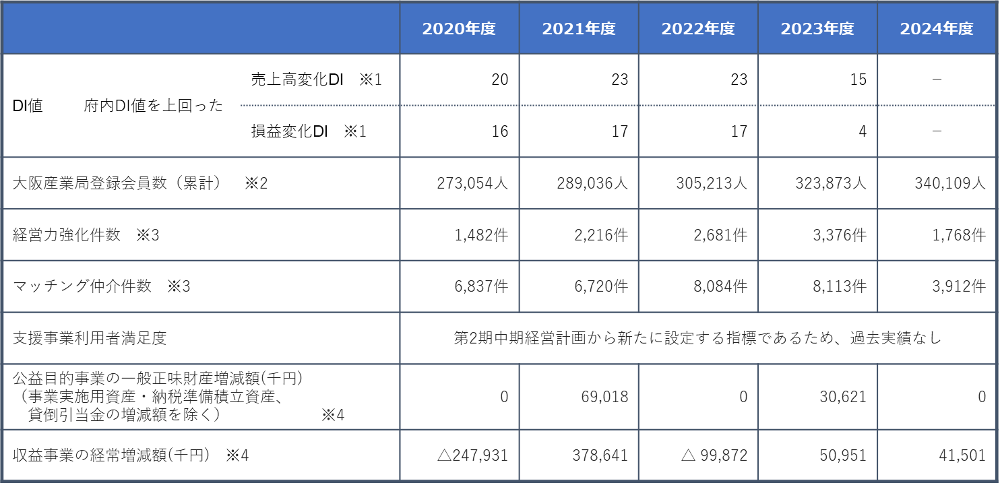 2020年度 2021年度 2022年度 2023年度 2024年度
売上高変化DI ※1 20 23 23 15 －
DI値 府内DI値を上回った
損益変化DI ※1 16 17 17 4 －
大阪産業局登録会員数（累計） ※2 273,054人 289,036人 305,213人 323,873人 340,109人
経営力強化件数 ※3 1,482件 2,216件 2,681件 3,376件 1,768件
マッチング仲介件数 ※3 6,837件 6,720件 8,084件 8,113件 3,912件
支援事業利用者満足度 第2期中期経営計画から新たに設定する指標であるため、過去実績なし
公益目的事業の一般正味財産増減額(千円)
（事業実施用資産・納税準備積立資産、 0 69,018 0 30,621 0
貸倒引当金の増減額を除く） ※4
収益事業の経常増減額(千円) ※4 △247,931 378,641 △ 99,872 50,951 41,501